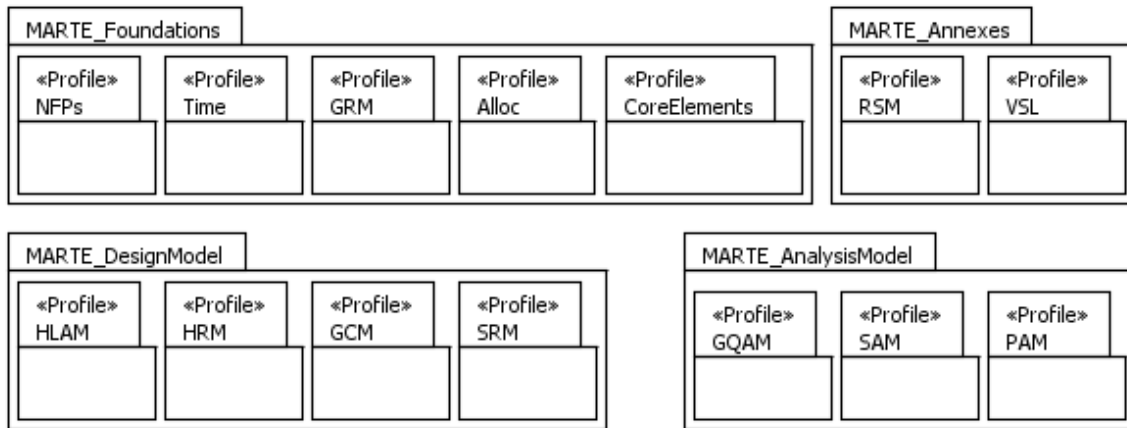 MARTE_Foundations
«Profile»
NFPs
«Profile»
Time
«Profile»
GRM
«Profile»
Alloc
«Profile»
CoreElements
MARTE_Annexes
«Profile»
RSM
«Profile»
VSL
MARTE_DesignModel
«Profile»
HLAM
«Profile»
HRM
«Profile»
GCM
«Profile»
SRM
MARTE_AnalysisModel
«Profile»
GQAM
«Profile»
SAM
«Profile»
PAM